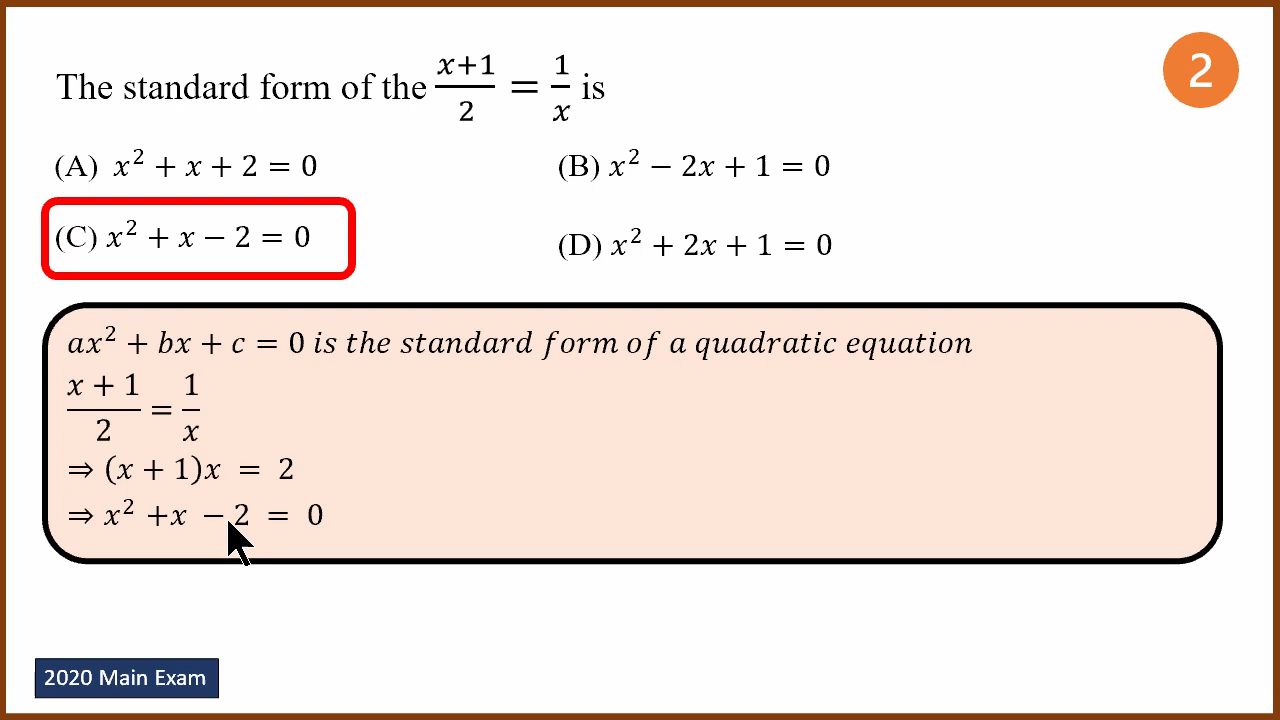 The standard form of the (x+1)/2 = 1/x is
2
(A) x² + x + 2 = 0
(B) x² − 2x + 1 = 0
(C) x² + x − 2 = 0
(D) x² + 2x + 1 = 0
ax² + bx + c = 0 is the standard form of a quadratic equation
(x + 1)/2 = 1/x
⇒ (x + 1)x = 2
⇒ x² +x − 2 = 0
2020 Main Exam